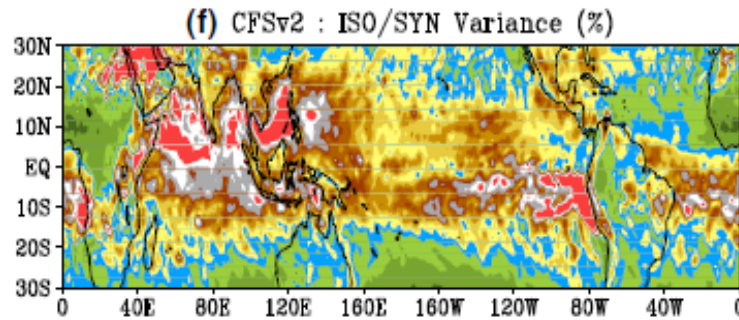 (f) CFSv2 : ISO/SYN Variance (%)
30N
20N
10N
EQ
10S
20S
30S
0 40E 80E 120E 160E 160W 120W 80W 40W 0